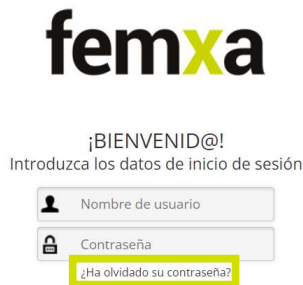 femxa
¡BIENVENID@!
Introduzca los datos de inicio de sesión
Nombre de usuario
Contraseña
¿Ha olvidado su contraseña?